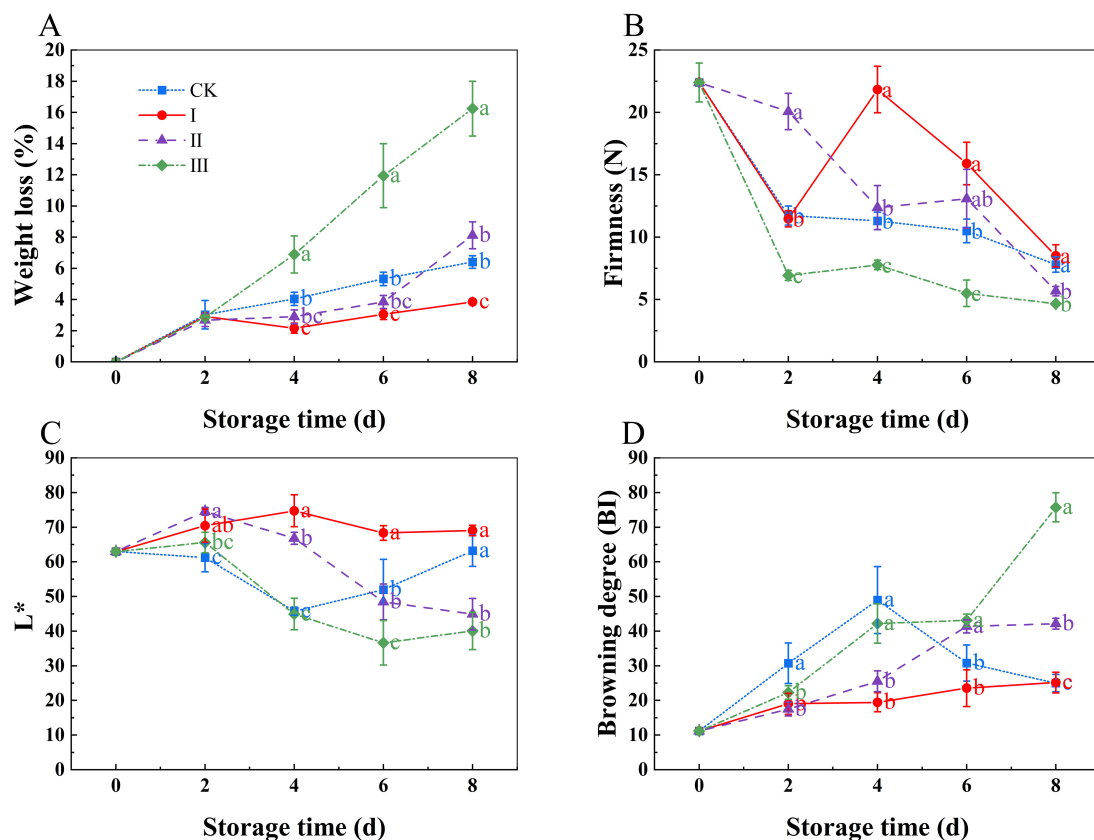 A
B
20
18
16
14
12
10
8
6
4
2
0
Weight loss (%)
CK
I
II
III
a
a
a
b
b
b
b
bc
bc
c
c
c
0
2
4
6
8
Storage time (d)
25
20
15
10
5
0
Firmness (N)
a
a
a
b
b
b
b
ab
b
c
c
c
a
a
b
b
0
2
4
6
8
Storage time (d)
C
D
90
80
70
60
50
40
30
20
10
0
L*
a
ab
bc
c
a
b
c
c
a
b
b
c
a
a
b
b
0
2
4
6
8
Storage time (d)
90
80
70
60
50
40
30
20
10
0
Browning degree (BI)
a
b
b
b
a
a
b
b
a
a
b
b
a
b
c
c
0
2
4
6
8
Storage time (d)